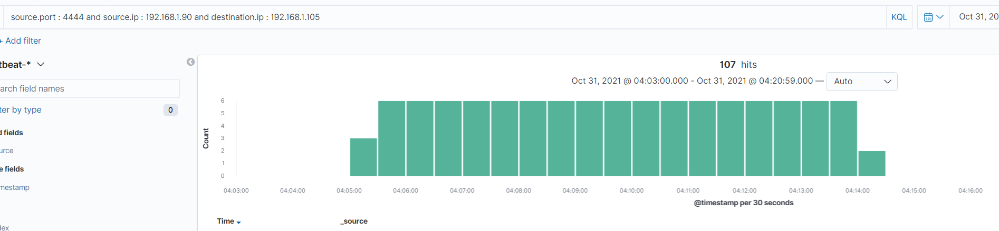 source.port : 4444 and source.ip : 192.168.1.90 and destination.ip : 192.168.1.105
KQL
Oct 31, 20
+ Add filter
tbeat-*
107 hits
Oct 31, 2021 @ 04:03:00.000 - Oct 31, 2021 @ 04:20:59.000 —
Auto
arch field names
ter by type
0
d fields
urce
e fields
mestamp
dex
Count
6
5
4
3
2
1
0
04:03:00 04:04:00 04:05:00 04:06:00 04:07:00 04:08:00 04:09:00 04:10:00 04:11:00 04:12:00 04:13:00 04:14:00 04:15:00 04:16:00
@timestamp per 30 seconds
Time _source